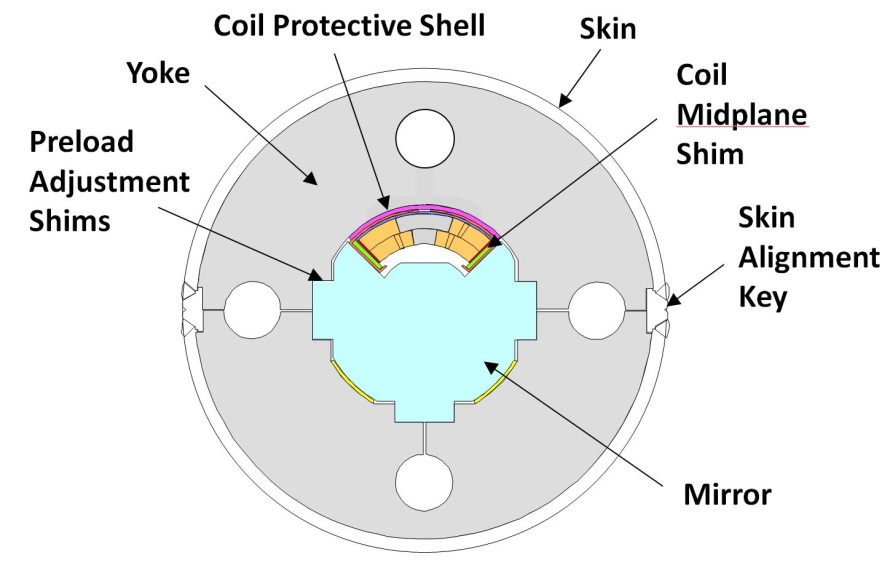 Coil Protective Shell
Skin
Yoke
Coil
Midplane
Shim
Preload
Adjustment
Shims
Skin
Alignment
Key
Mirror